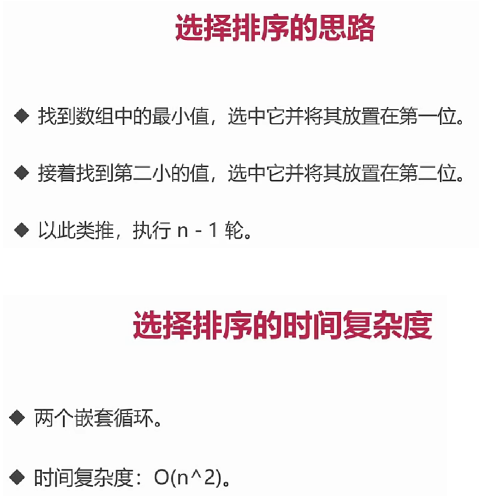 选择排序的思路
◆ 找到数组中的最小值，选中它并将其放置在第一位。
◆ 接着找到第二小的值，选中它并将其放置在第二位。
◆ 以此类推，执行 n - 1 轮。
选择排序的时间复杂度
◆ 两个嵌套循环。
◆ 时间复杂度：O(n^2)。